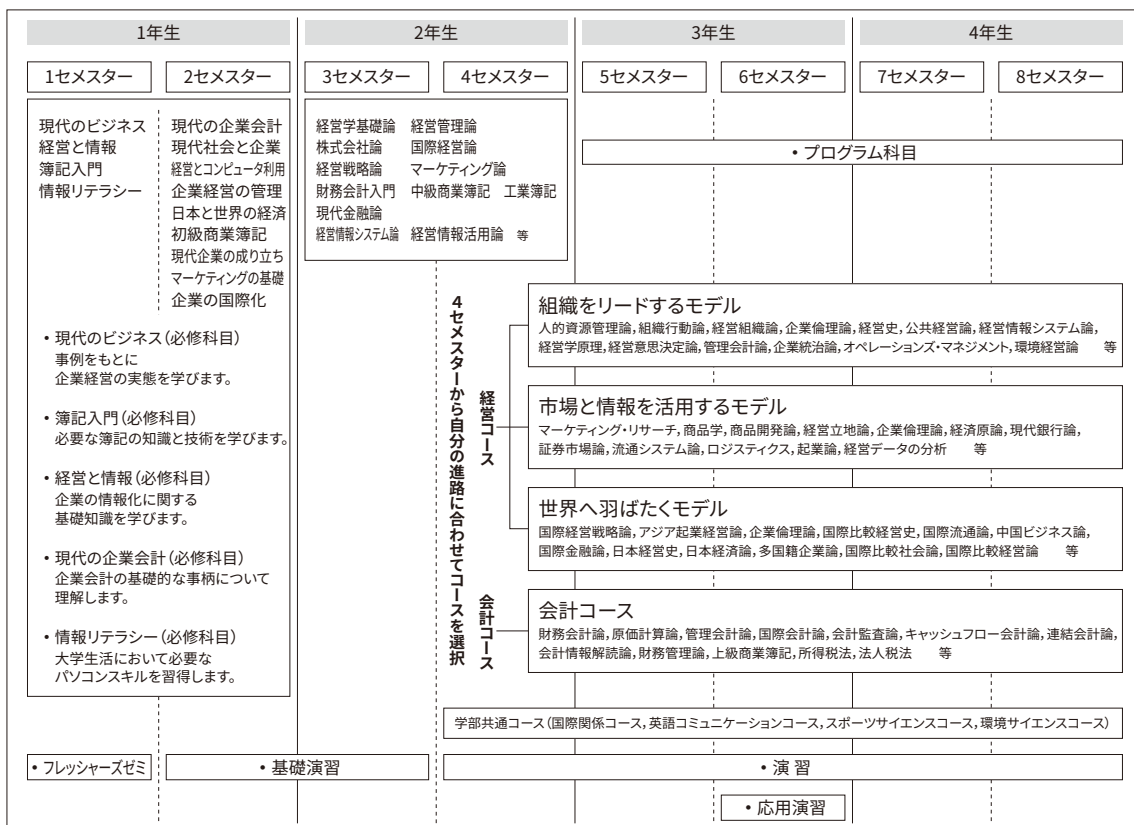 1年生
2年生
3年生
4年生
1セメスター
2セメスター
3セメスター
4セメスター
5セメスター
6セメスター
7セメスター
8セメスター
現代のビジネス
経営と情報
簿記入門
情報リテラシー
現代の企業会計
現代社会と企業
経営とコンピュータ利用
企業経営の管理
日本と世界の経済
初級商業簿記
現代企業の成り立ち
マーケティングの基礎
企業の国際化
・現代のビジネス(必修科目)
事例をもとに
企業経営の実態を学びます。
・簿記入門(必修科目)
必要な簿記の知識と技術を学びます。
・経営と情報(必修科目)
企業の情報化に関する
基礎知識を学びます。
・現代の企業会計(必修科目)
企業会計の基礎的な事柄について
理解します。
・情報リテラシー(必修科目)
大学生活において必要な
パソコンスキルを習得します。
経営学基礎論 経営管理論
株式会社論 国際経営論
経営戦略論 マーケティング論
財務会計入門 中級商業簿記 工業簿記
現代金融論
経営情報システム論 経営情報活用論 等
・プログラム科目
4セメスターから自分の進路に合わせてコースを選択
経営コース
組織をリードするモデル
人的資源管理論,組織行動論,経営組織論,企業倫理論,経営史,公共経営論,経営情報システム論,
経営学原理,経営意思決定論,管理会計論,企業統治論,オペレーションズ・マネジメント,環境経営論 等
市場と情報を活用するモデル
マーケティング・リサーチ,商品学,商品開発論,経営立地論,企業倫理論,経済原論,現代銀行論,
証券市場論,流通システム論,ロジスティクス,起業論,経営データの分析 等
世界へ羽ばたくモデル
国際経営戦略論,アジア起業経営論,企業倫理論,国際比較経営史,国際流通論,中国ビジネス論,
国際金融論,日本経営史,日本経済論,多国籍企業論,国際比較社会論,国際比較経営論 等
会計コース
会計コース
財務会計論,原価計算論,管理会計論,国際会計論,会計監査論,キャッシュフロー会計論,連結会計論,
会計情報解読論,財務管理論,上級商業簿記,所得税法,法人税法 等
学部共通コース(国際関係コース,英語コミュニケーションコース,スポーツサイエンスコース,環境サイエンスコース)
・フレッシャーズゼミ
・基礎演習
・演習
・応用演習